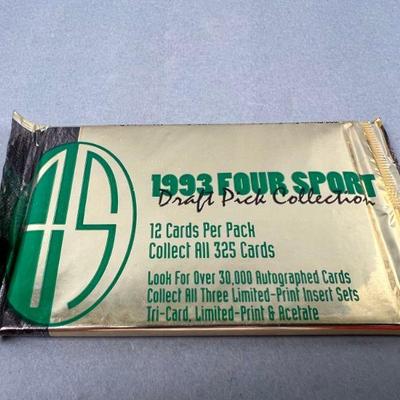 4S
1993 FOUR SPORT
Draft Pick Collection
12 Cards Per Pack
Collect All 325 Cards
Look For Over 30,000 Autographed Cards
Collect All Three Limited-Print Insert Sets
Tri-Card, Limited-Print & Acetate